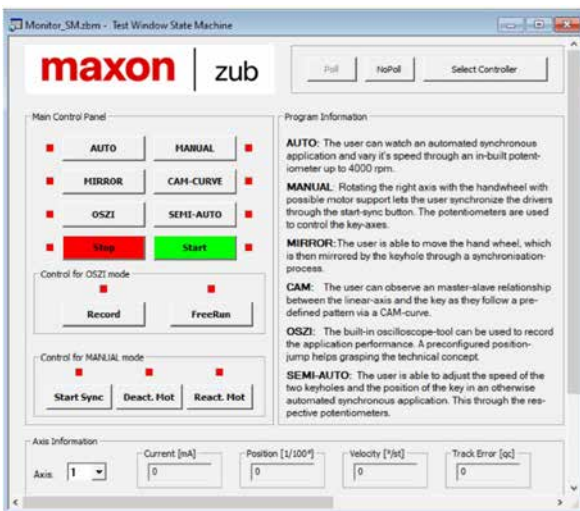 Monitor_SM.zbm - Test Window State Machine
maxon zub
Poll NoPoll Select Controller
Main Control Panel
AUTO MANUAL
MIRROR CAM-CURVE
OSZI SEMI-AUTO
Stop Start
Control for OSZI mode
Record FreeRun
Control for MANUAL mode
Start Sync Deact. Mot React. Mot
Program Information
AUTO: The user can watch an automated synchronous
application and vary it's speed through an in-built potent-
iometer up to 4000 rpm.
MANUAL: Rotating the right axis with the handwheel with
possible motor support lets the user synchronize the drivers
through the start-sync button. The potentiometers are used
to control the key-axes.
MIRROR:The user is able to move the hand wheel, which
is then mirrored by the keyhole through a synchronisation-
process.
CAM: The user can observe an master-slave relationship
between the linear-axis and the key as they follow a pre-
defined pattern via a CAM-curve.
OSZI: The built-in oscilloscope-tool can be used to record
the application performance. A preconfigured position-
jump helps grasping the technical concept.
SEMI-AUTO: The user is able to adjust the speed of the
two keyholes and the position of the key in an otherwise
automated synchronous application. This through the res-
pective potentiometers.
Axis Information
Axis 1
Current [mA] Position [1/100°] Velocity [°/st] Track Error [qc]
0 0 0 0